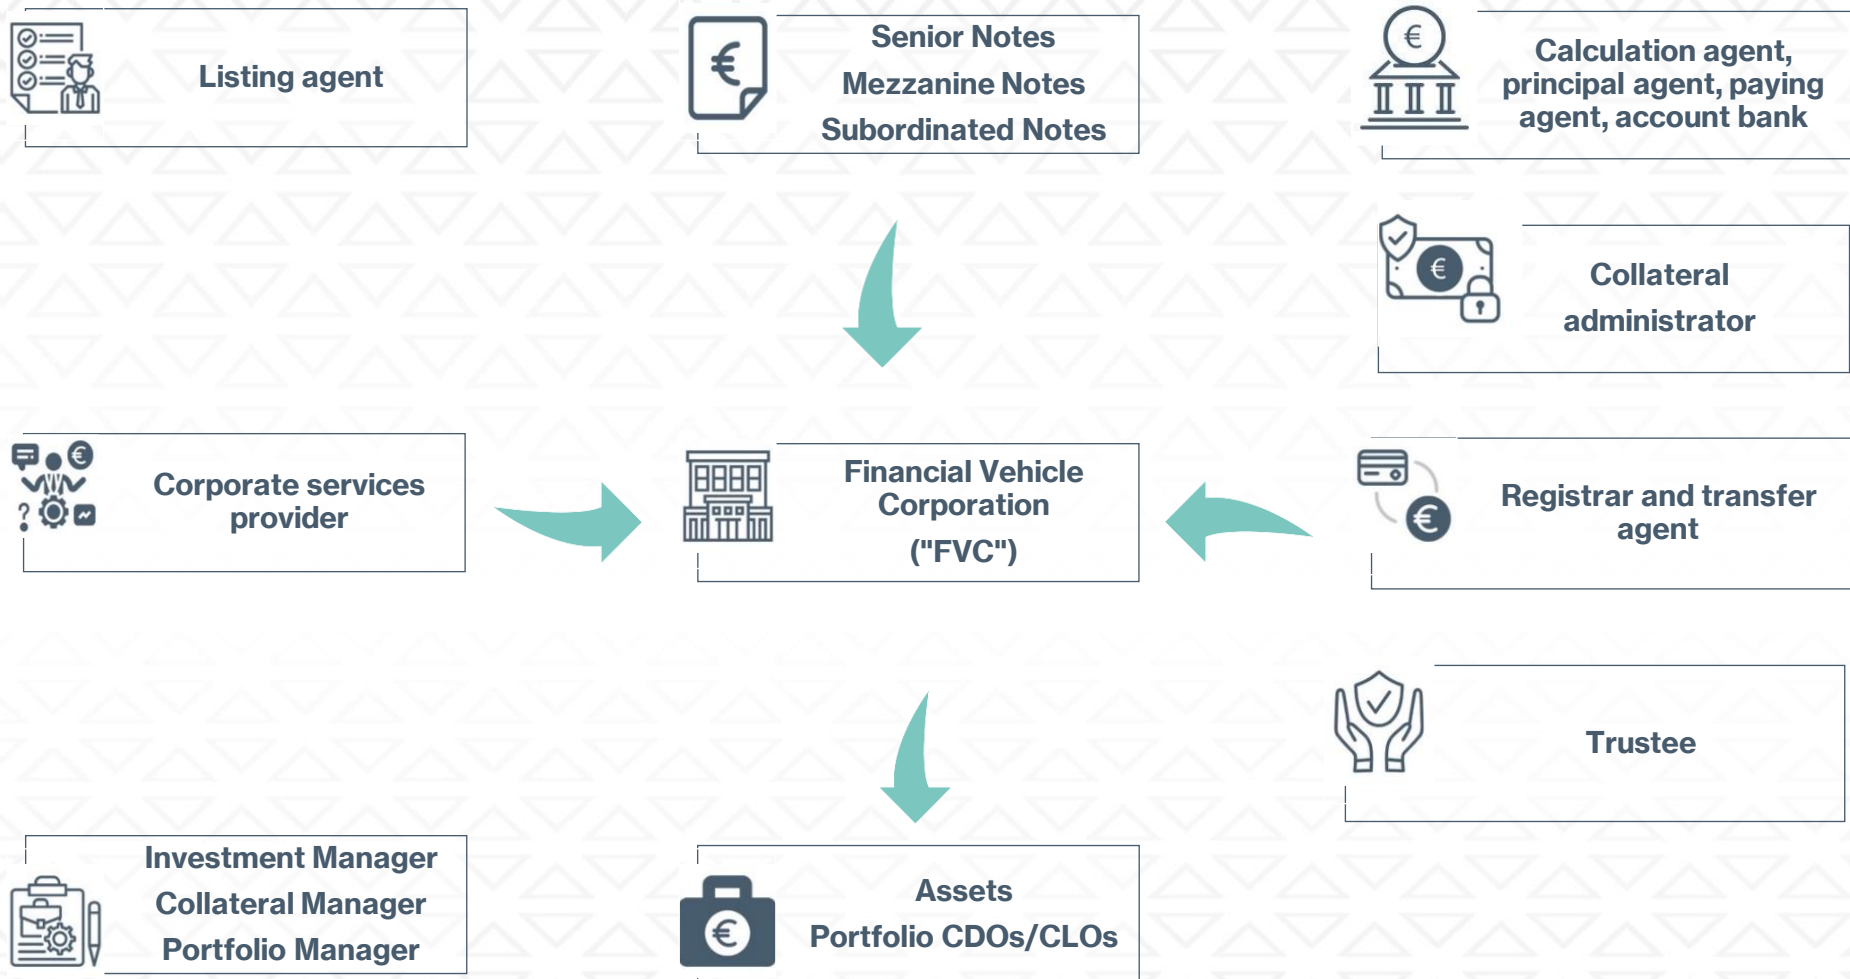 Listing agent
Senior Notes
Mezzanine Notes
Subordinated Notes
Calculation agent,
principal agent, paying
agent, account bank
Collateral
administrator
Corporate services
provider
Financial Vehicle
Corporation
("FVC")
Registrar and transfer
agent
Trustee
Investment Manager
Collateral Manager
Portfolio Manager
Assets
Portfolio CDOs/CLOs